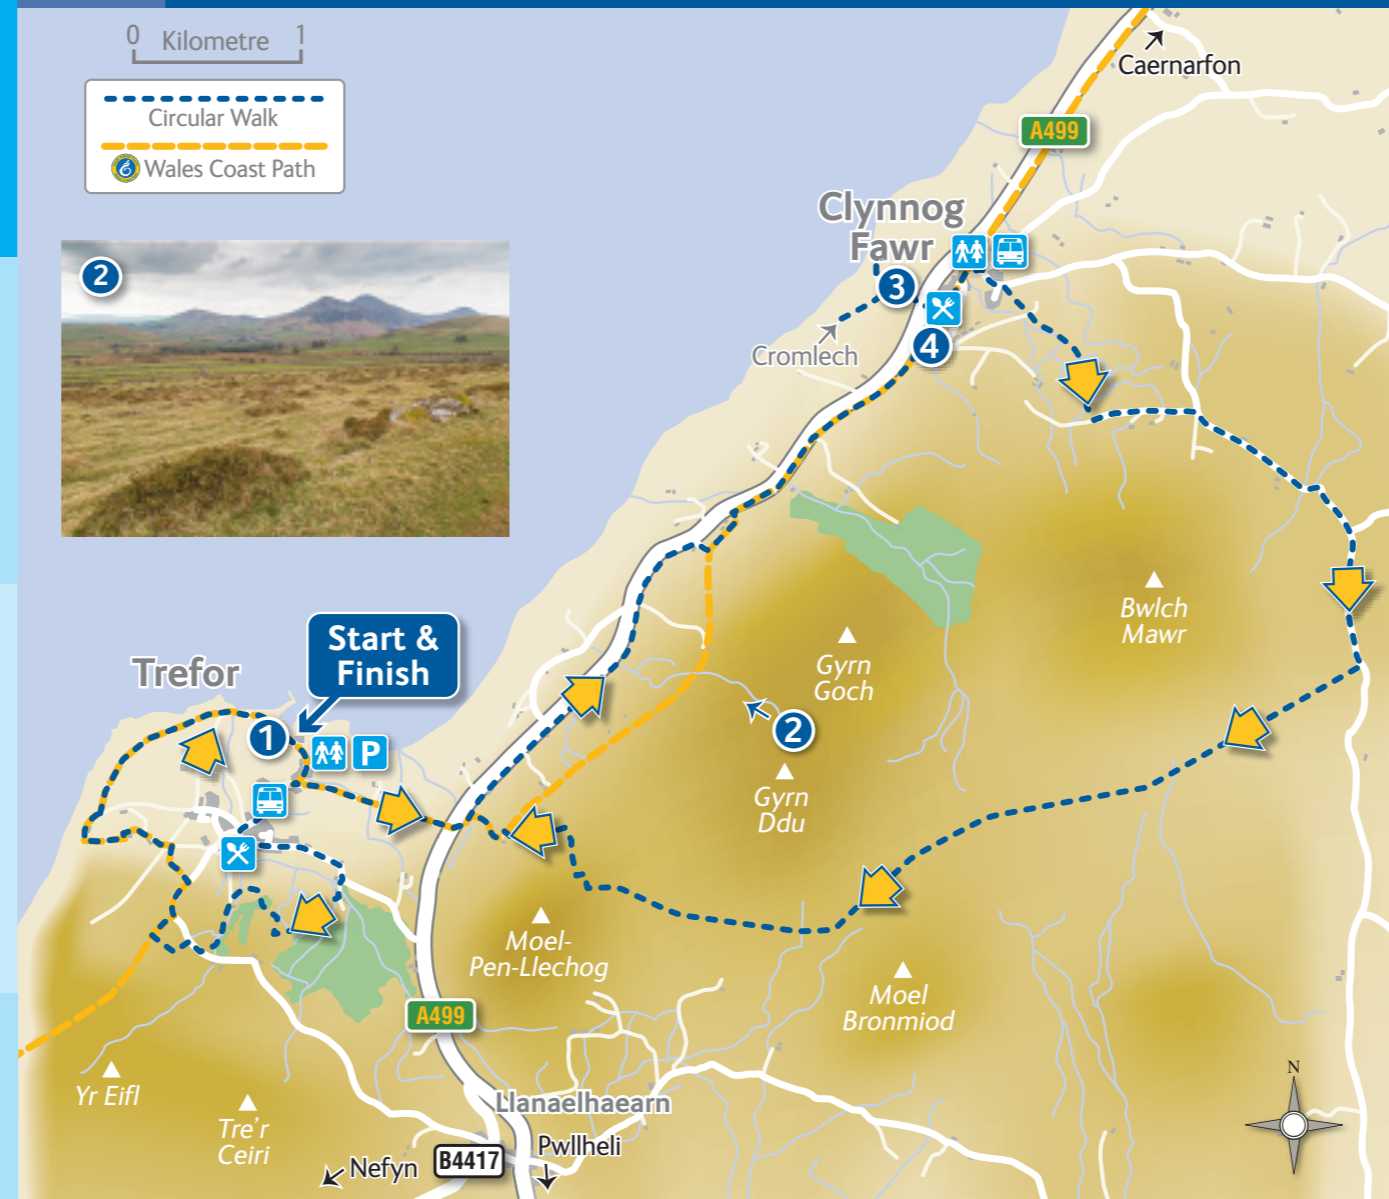 0 Kilometre 1
Circular Walk
Wales Coast Path
2
Caernarfon
A499
Clynnog
Fawr
3
Cromlech
4
Bwlch
Mawr
Gyrn
Goch
2
Gyrn
Ddu
Start &
Finish
Trefor
1
P
Moel-
Pen-Llechog
Moel
Bronmiod
A499
Yr Eifl
Tre'r
Ceiri
Llanaelhaearn
Nefyn
B4417
Pwllheli
N